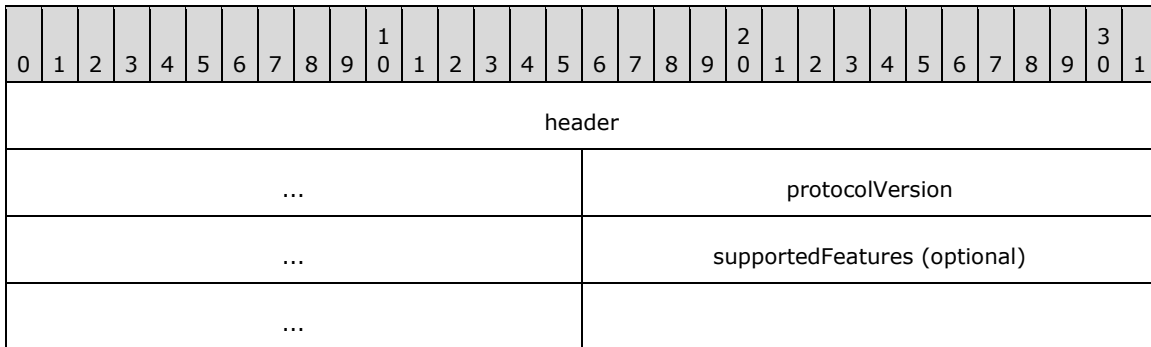 1 2 3
0 1 2 3 4 5 6 7 8 9 0 1 2 3 4 5 6 7 8 9 0 1 2 3 4 5 6 7 8 9 0 1
header
... protocolVersion
... supportedFeatures (optional)
...